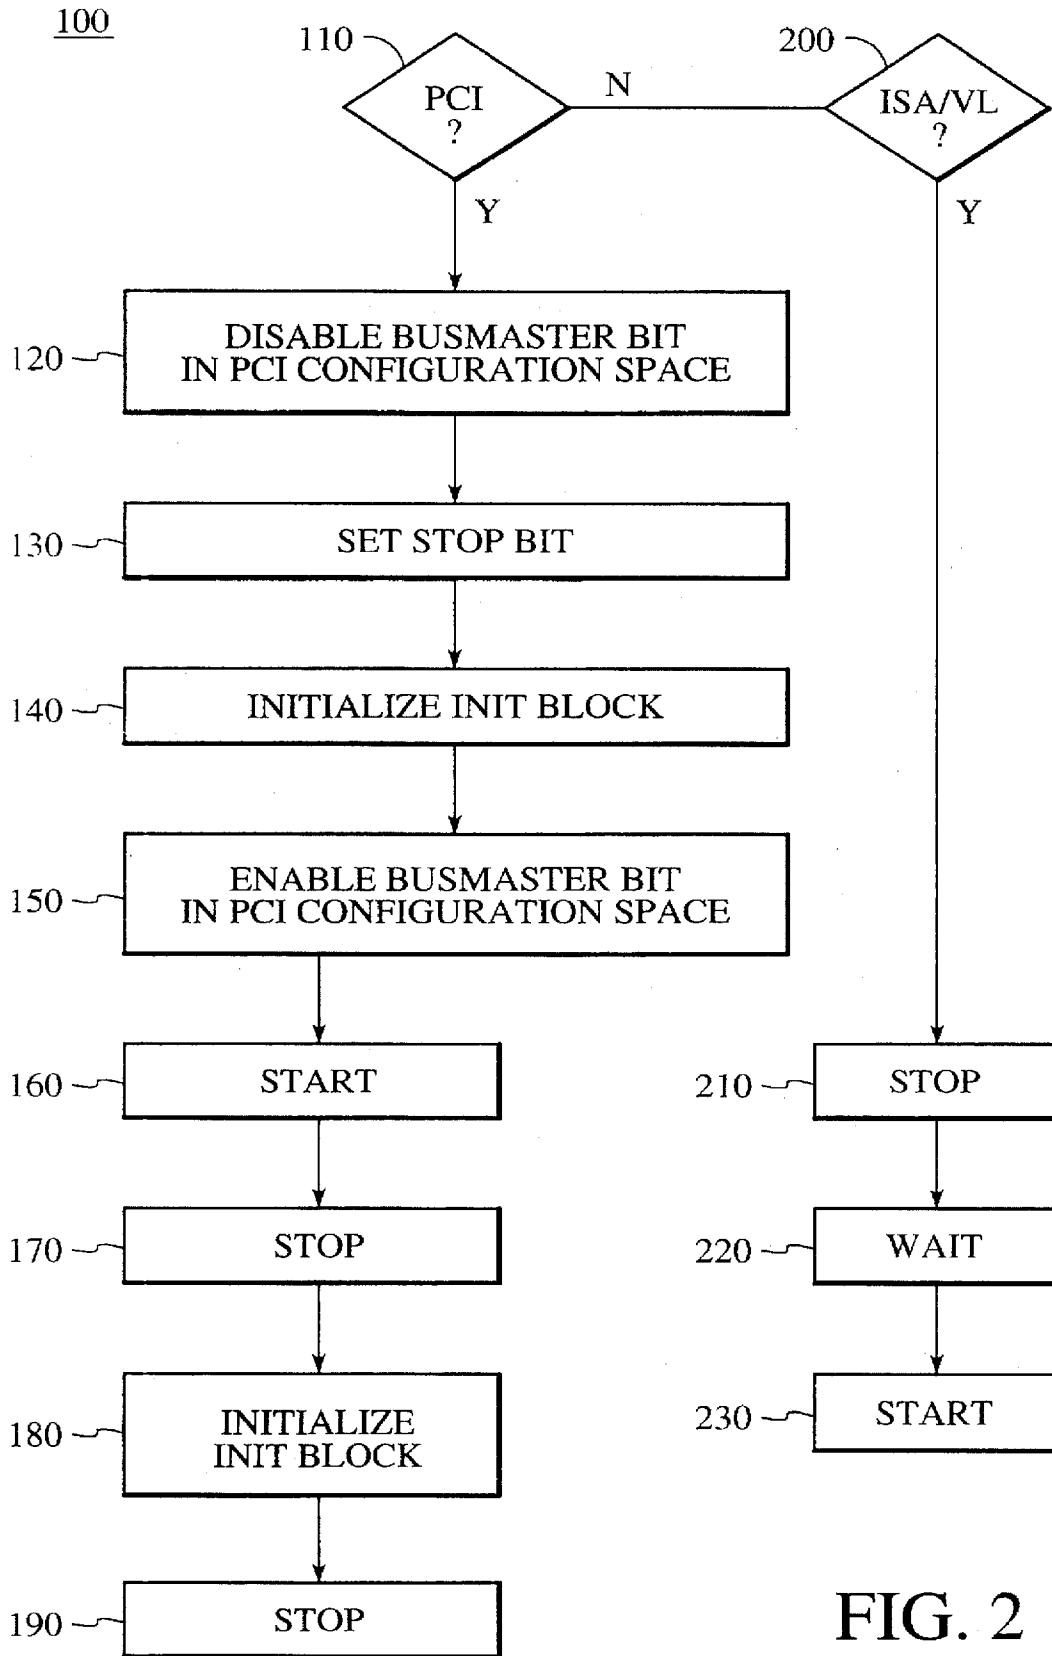 100
110
PCI
?
N
200
ISA/VL
?
Y
Y
120
DISABLE BUSMASTER BIT
IN PCI CONFIGURATION SPACE
130
SET STOP BIT
140
INITIALIZE INIT BLOCK
150
ENABLE BUSMASTER BIT
IN PCI CONFIGURATION SPACE
160
START
210
STOP
170
STOP
220
WAIT
180
INITIALIZE
INIT BLOCK
230
START
190
STOP
FIG. 2